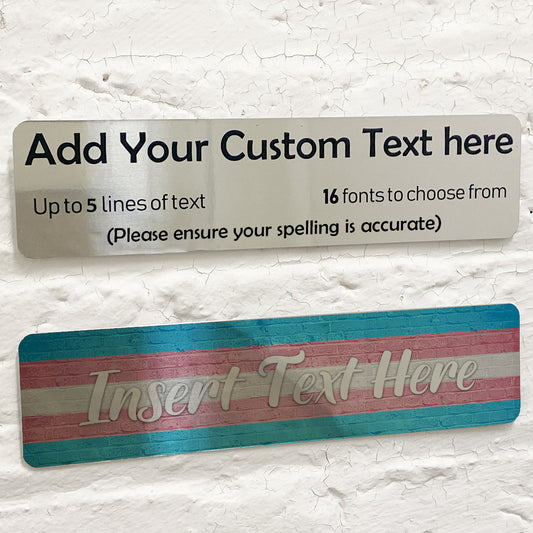 Add Your Custom Text here
Up to 5 lines of text
16 fonts to choose from
(Please ensure your spelling is accurate)
Insert Text Here